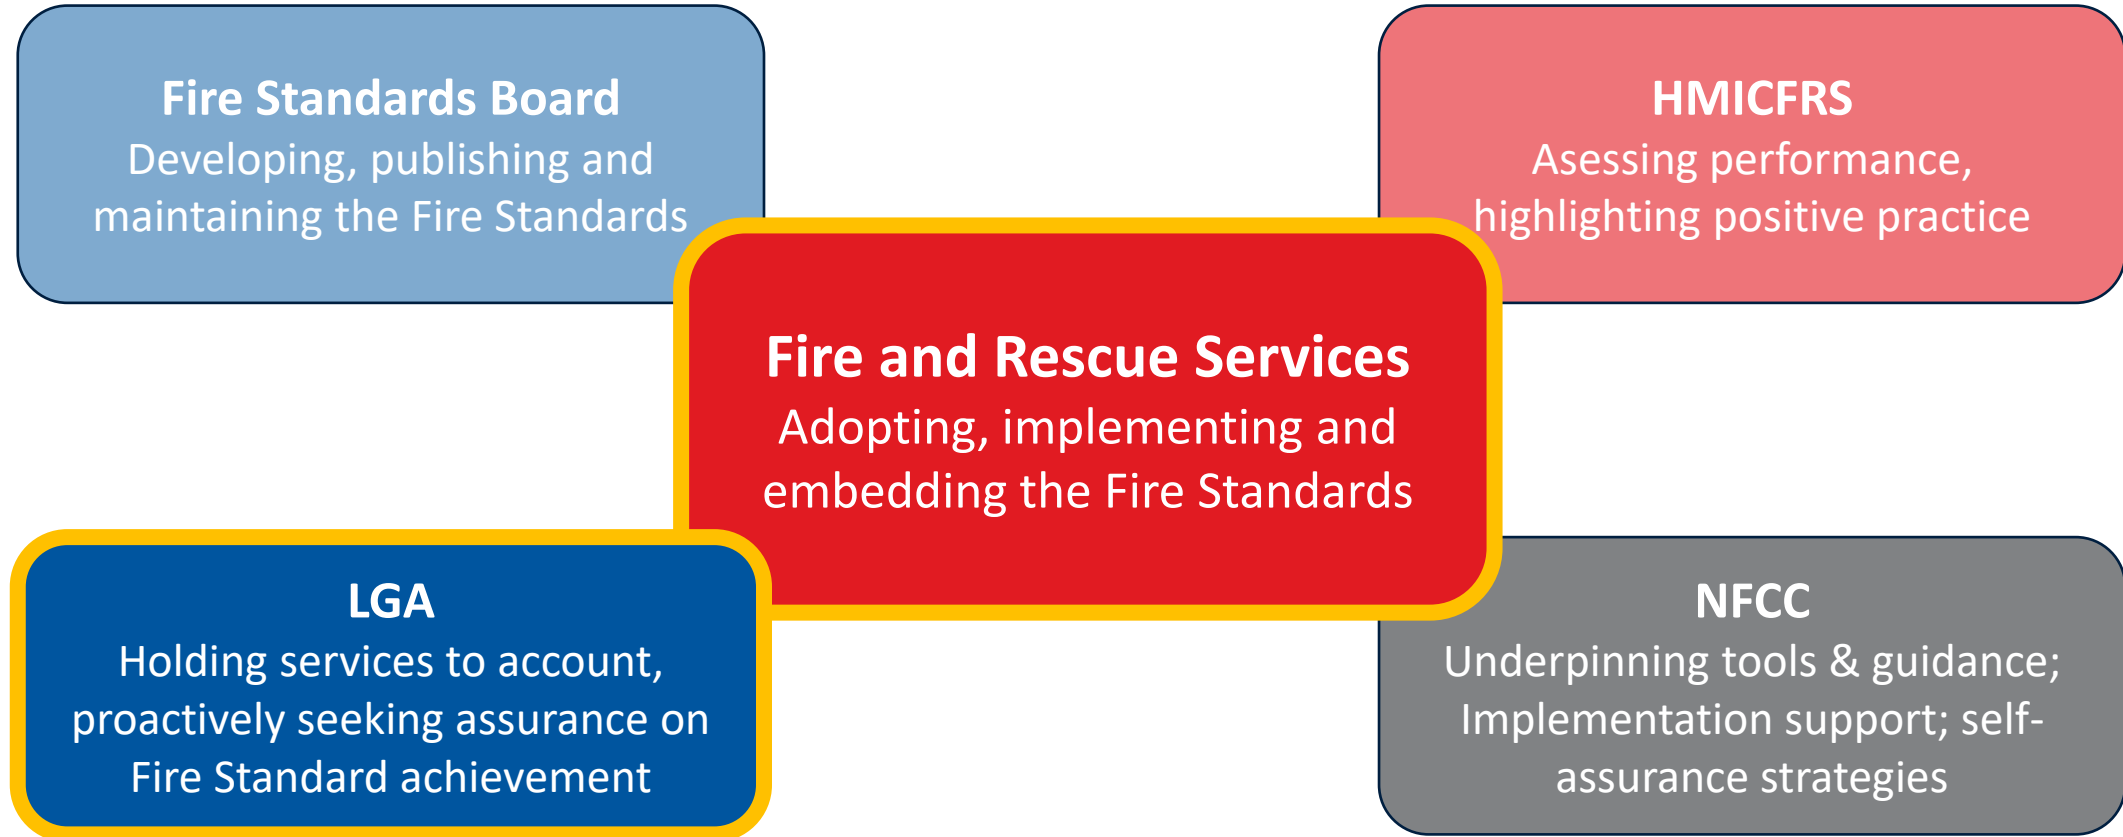 Fire Standards Board
Developing, publishing and
maintaining the Fire Standards
HMICFRS
Asessing performance,
highlighting positive practice
Fire and Rescue Services
Adopting, implementing and
embedding the Fire Standards
LGA
Holding services to account,
proactively seeking assurance on
Fire Standard achievement
NFCC
Underpinning tools & guidance;
Implementation support; self-
assurance strategies